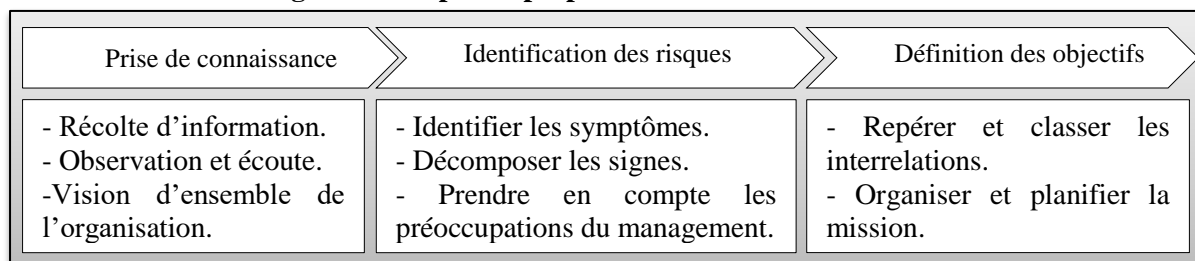 Prise de connaissance
Identification des risques
Définition des objectifs
- Récolte d’information.
- Observation et écoute.
-Vision d’ensemble de
l’organisation.
- Identifier les symptômes.
- Décomposer les signes.
- Prendre en compte les
préoccupations du management.
- Repérer et classer les
interrelations.
- Organiser et planifier la
mission.